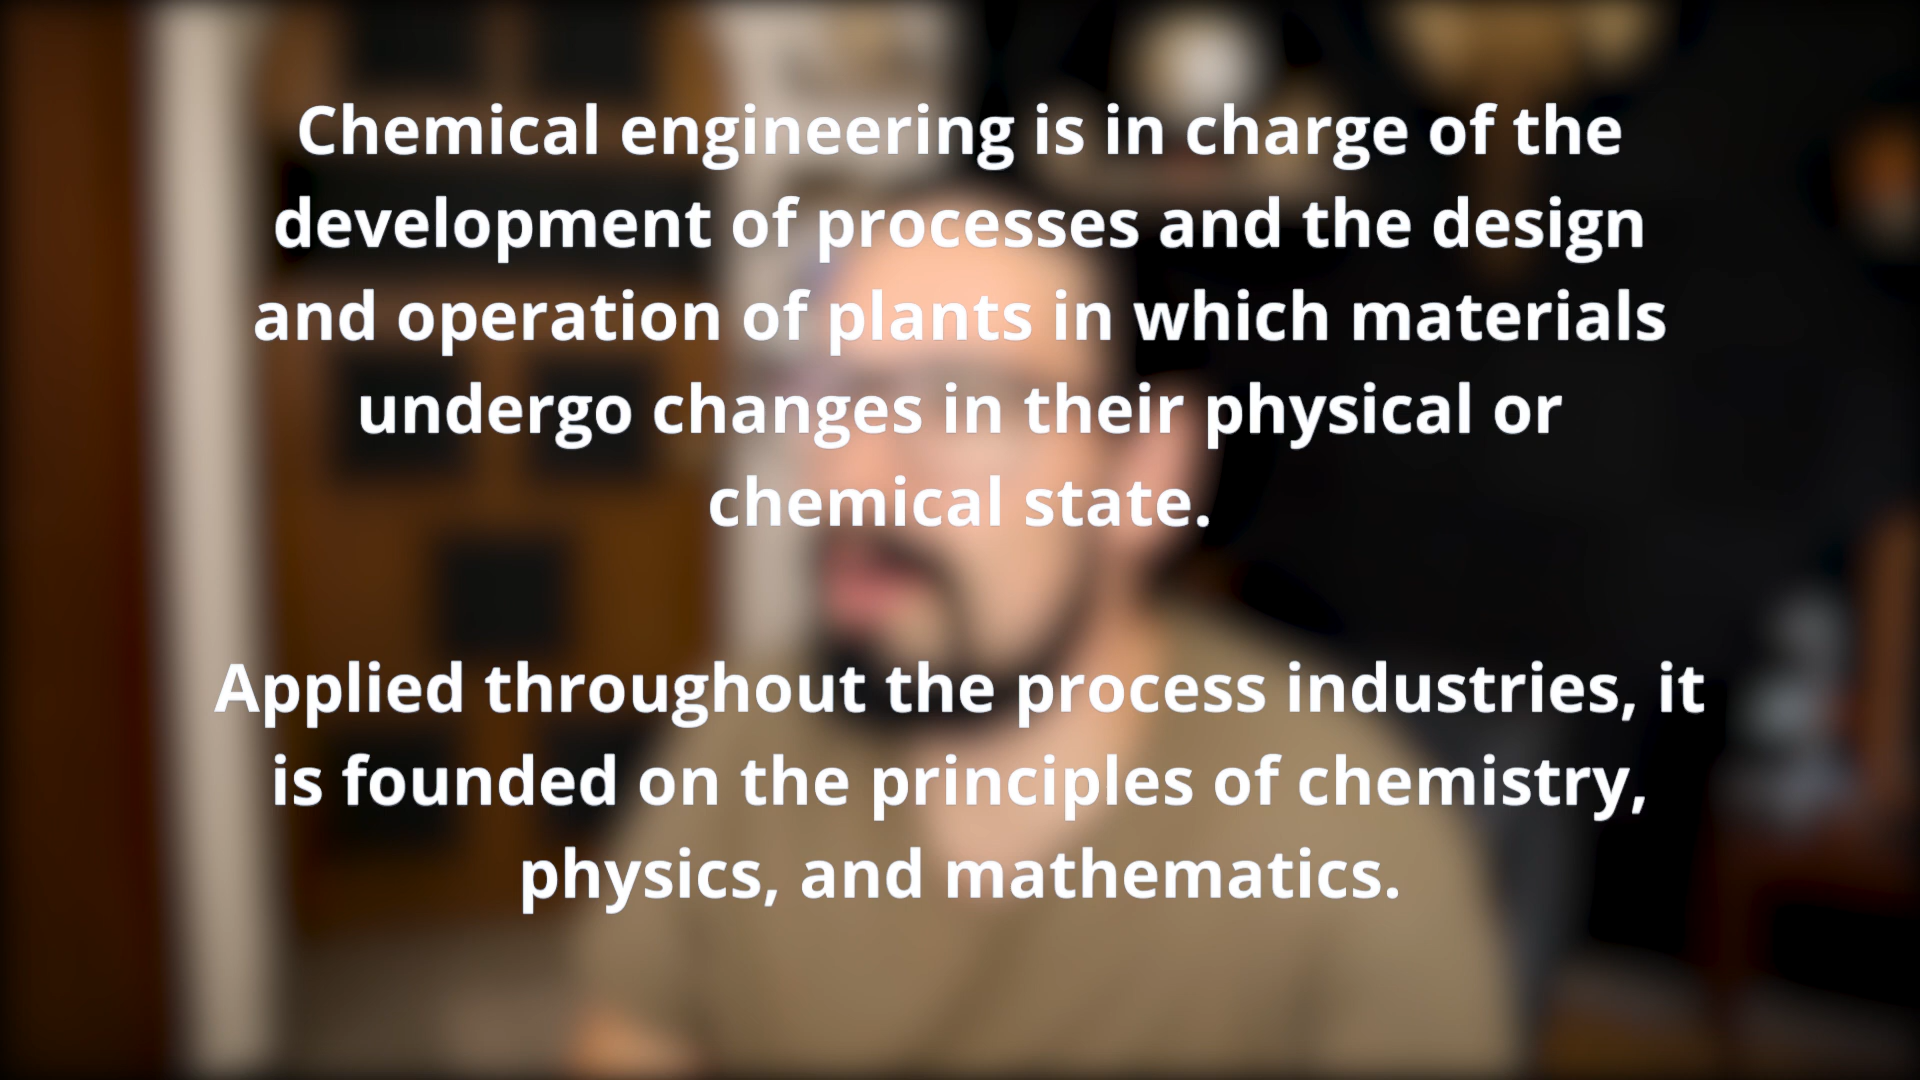 Chemical engineering is in charge of the
development of processes and the design
and operation of plants in which materials
undergo changes in their physical or
chemical state.
Applied throughout the process industries, it
is founded on the principles of chemistry,
physics, and mathematics.